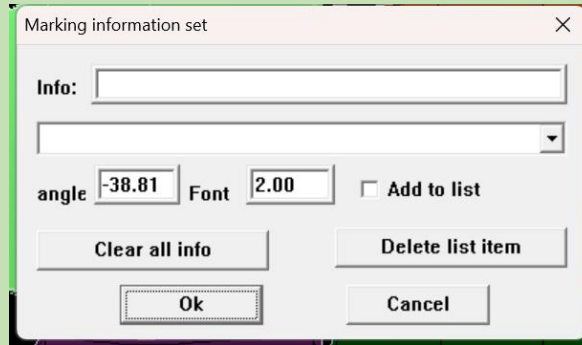 Marking information set
Info:
angle -38.81 Font 2.00 Add to list
Clear all info Delete list item
Ok Cancel